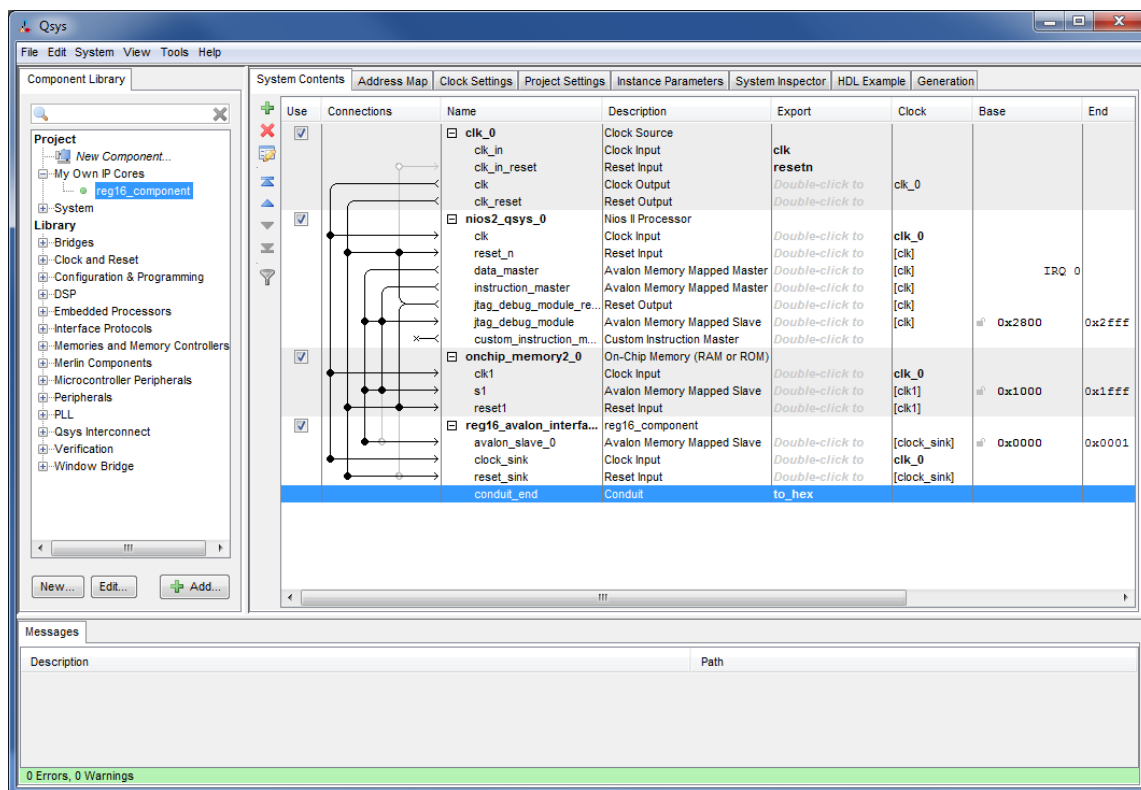 Qsys
File Edit System View Tools Help
Component Library
Project
New Component...
My Own IP Cores
reg16_component
System
Library
Bridges
Clock and Reset
Configuration & Programming
DSP
Embedded Processors
Interface Protocols
Memories and Memory Controllers
Merlin Components
Microcontroller Peripherals
Peripherals
PLL
Qsys Interconnect
Verification
Window Bridge
New... Edit... Add...
System Contents Address Map Clock Settings Project Settings Instance Parameters System Inspector HDL Example Generation
Use Connections Name Description Export Clock Base End
clk_0 Clock Source
clk_in Clock Input clk
clk_in_reset Reset Input resetn
clk Clock Output Double-click to clk_0
clk_reset Reset Output Double-click to
nios2_qsys_0 Nios II Processor
clk Clock Input Double-click to clk_0
reset_n Reset Input Double-click to [clk]
data_master Avalon Memory Mapped Master Double-click to [clk] IRQ 0
instruction_master Avalon Memory Mapped Master Double-click to [clk]
jtag_debug_module_re... Reset Output Double-click to [clk]
jtag_debug_module Avalon Memory Mapped Slave Double-click to [clk] 0x2800 0x2fff
custom_instruction_m... Custom Instruction Master Double-click to
onchip_memory2_0 On-Chip Memory (RAM or ROM)
clk1 Clock Input Double-click to clk_0
s1 Avalon Memory Mapped Slave Double-click to [clk1] 0x1000 0x1fff
reset1 Reset Input Double-click to [clk1]
reg16_avalon_interfa... reg16_component
avalon_slave_0 Avalon Memory Mapped Slave Double-click to [clock_sink] 0x0000 0x0001
clock_sink Clock Input Double-click to clk_0
reset_sink Reset Input Double-click to [clock_sink]
conduit_end Conduit to_hex
Messages
Description Path
0 Errors, 0 Warnings